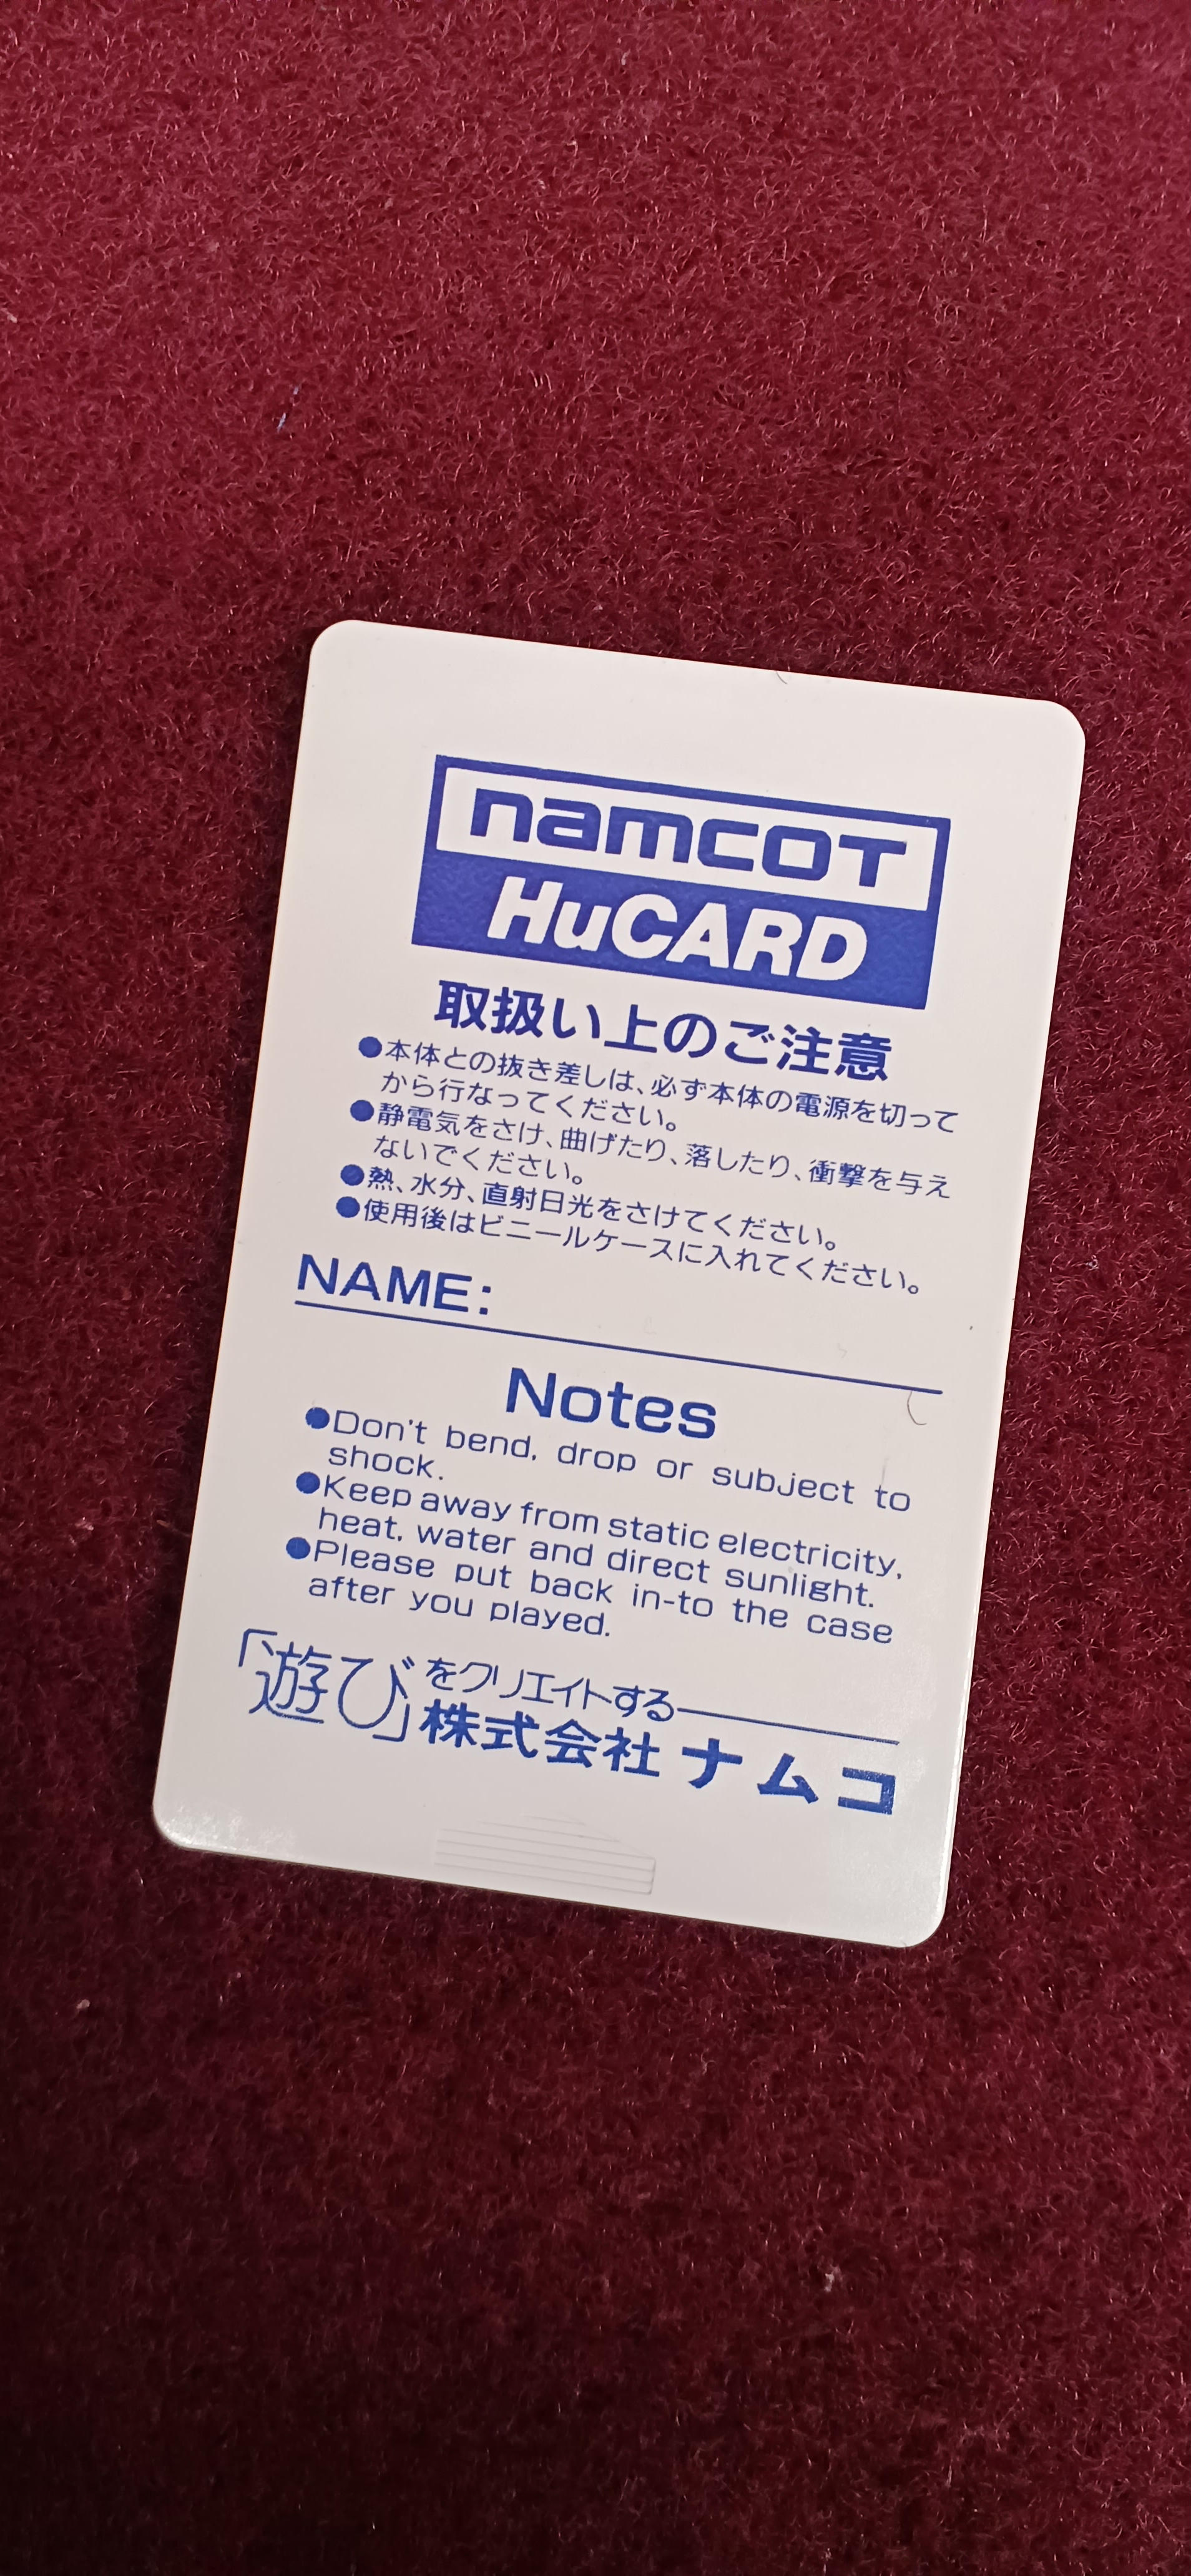 namcot
HuCARD
取扱い上のご注意
●本体との抜き差しは、必ず本体の電源を切って
から行なってください。
●静電気をさけ、曲げたり、落したり、衝撃を与え
ないでください。
●熱、水分、直射日光をさけてください。
●使用後はビニールケースに入れてください。
NAME:
Notes
●Don't bend, drop or subject to
shock.
●Keep away from static electricity,
heat, water and direct sunlight.
●Please put back in-to the case
after you played.
「遊び」をクリエイトする
株式会社ナムコ